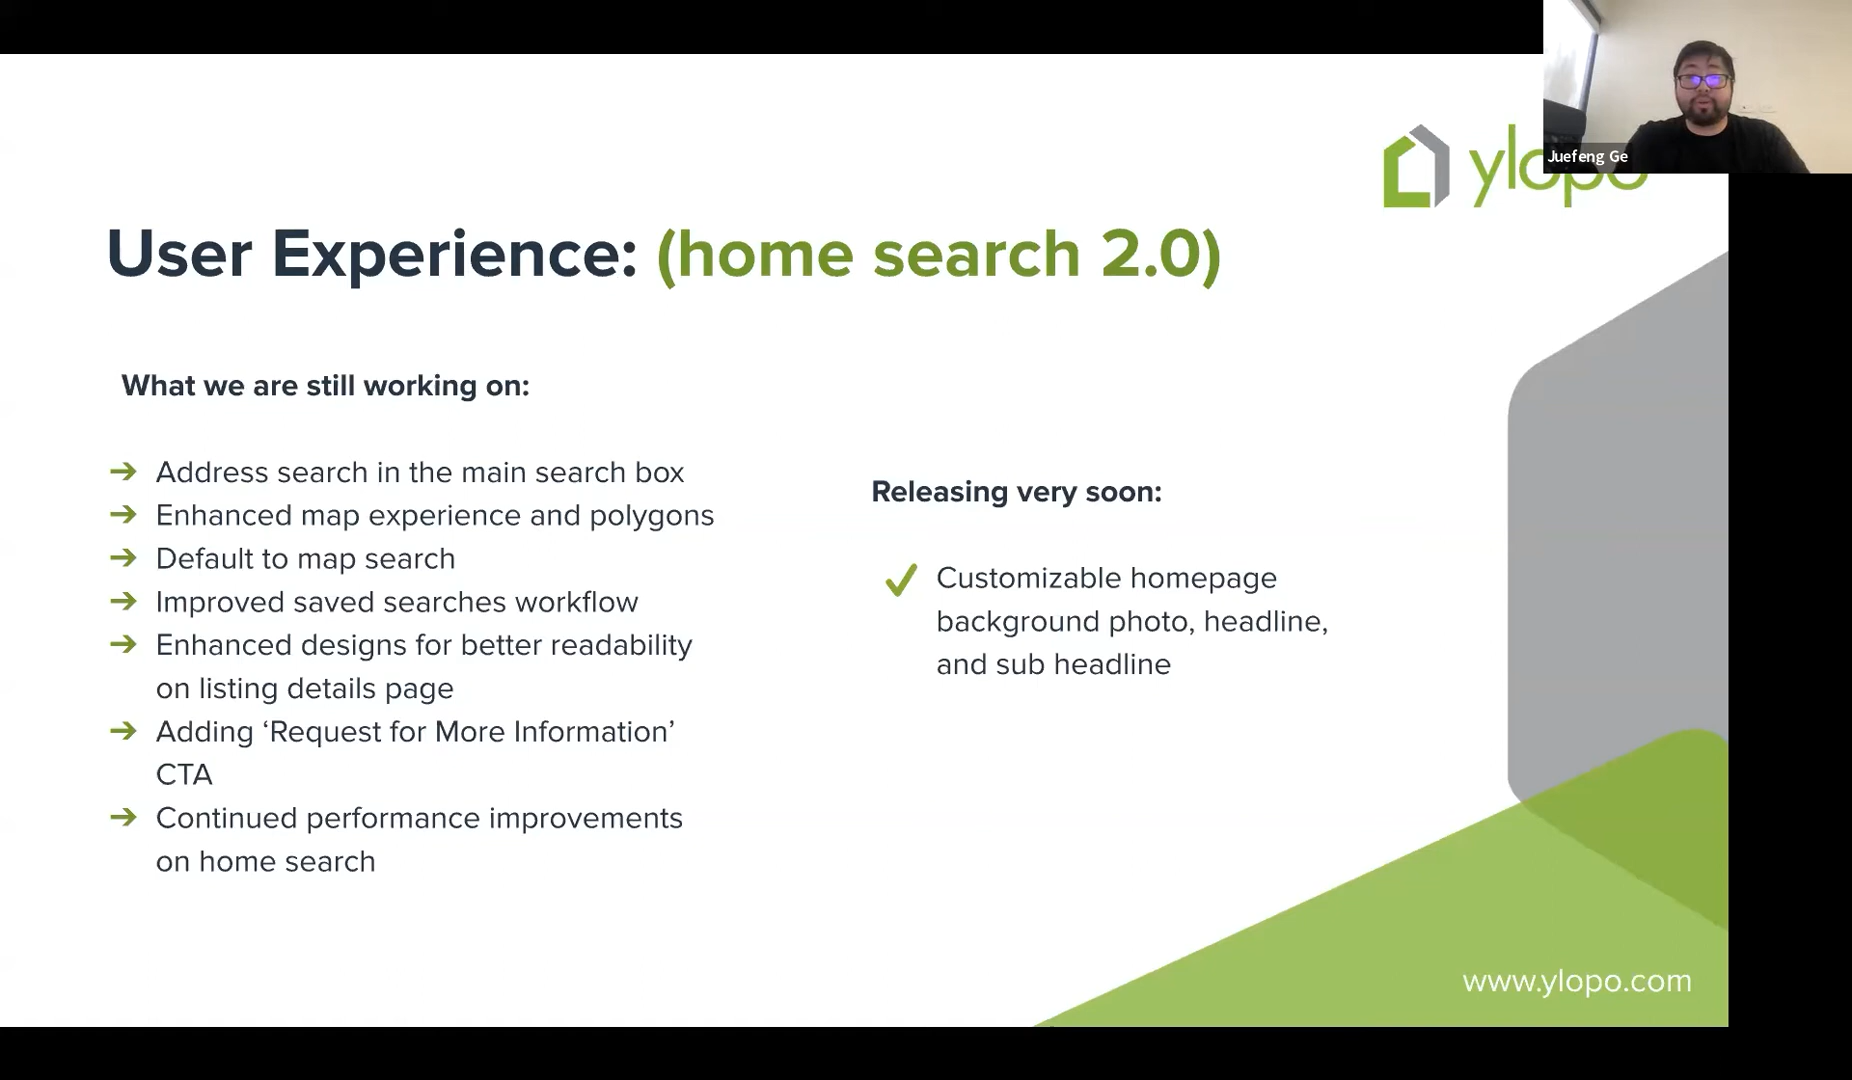 Juefeng Ge
ylopo
User Experience: (home search 2.0)
What we are still working on:
➔ Address search in the main search box
➔ Enhanced map experience and polygons
➔ Default to map search
➔ Improved saved searches workflow
➔ Enhanced designs for better readability
on listing details page
➔ Adding ‘Request for More Information’
CTA
➔ Continued performance improvements
on home search
Releasing very soon:
✓ Customizable homepage
background photo, headline,
and sub headline
www.ylopo.com